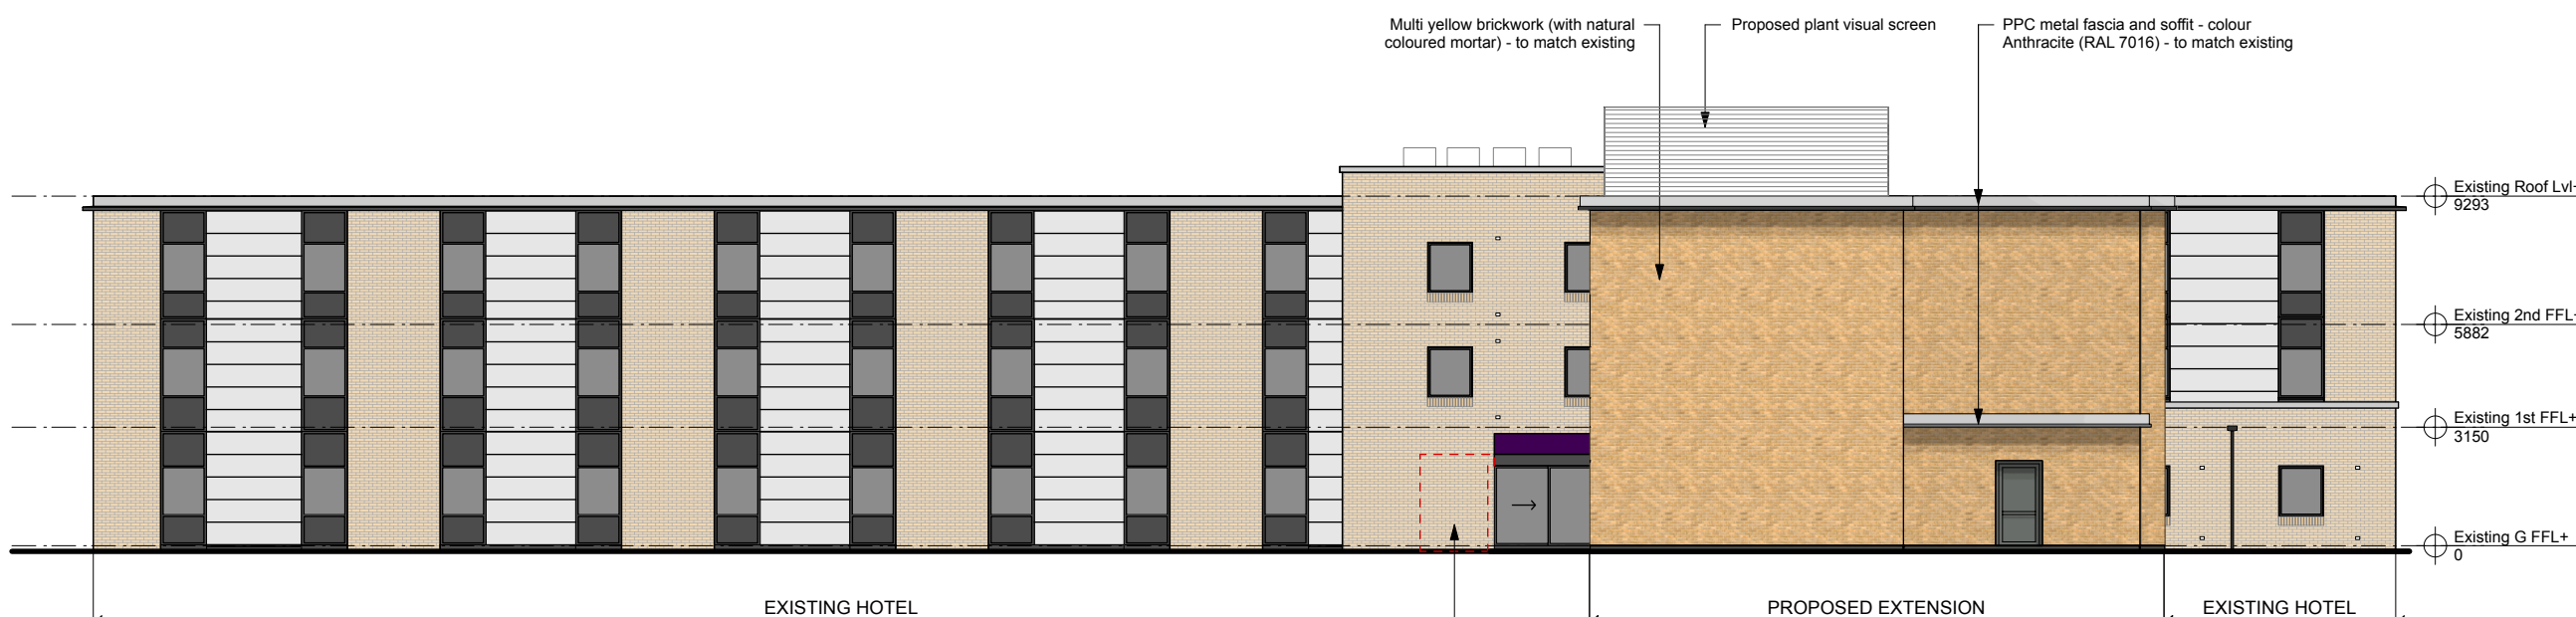 Multi yellow brickwork (with natural
coloured mortar) - to match existing
Proposed plant visual screen
PPC metal fascia and soffit - colour
Anthracite (RAL 7016) - to match existing
Existing Roof Lvl+
9293
Existing 2nd FFL+
5882
Existing 1st FFL+
3150
Existing G FFL+
0
EXISTING HOTEL
PROPOSED EXTENSION
EXISTING HOTEL